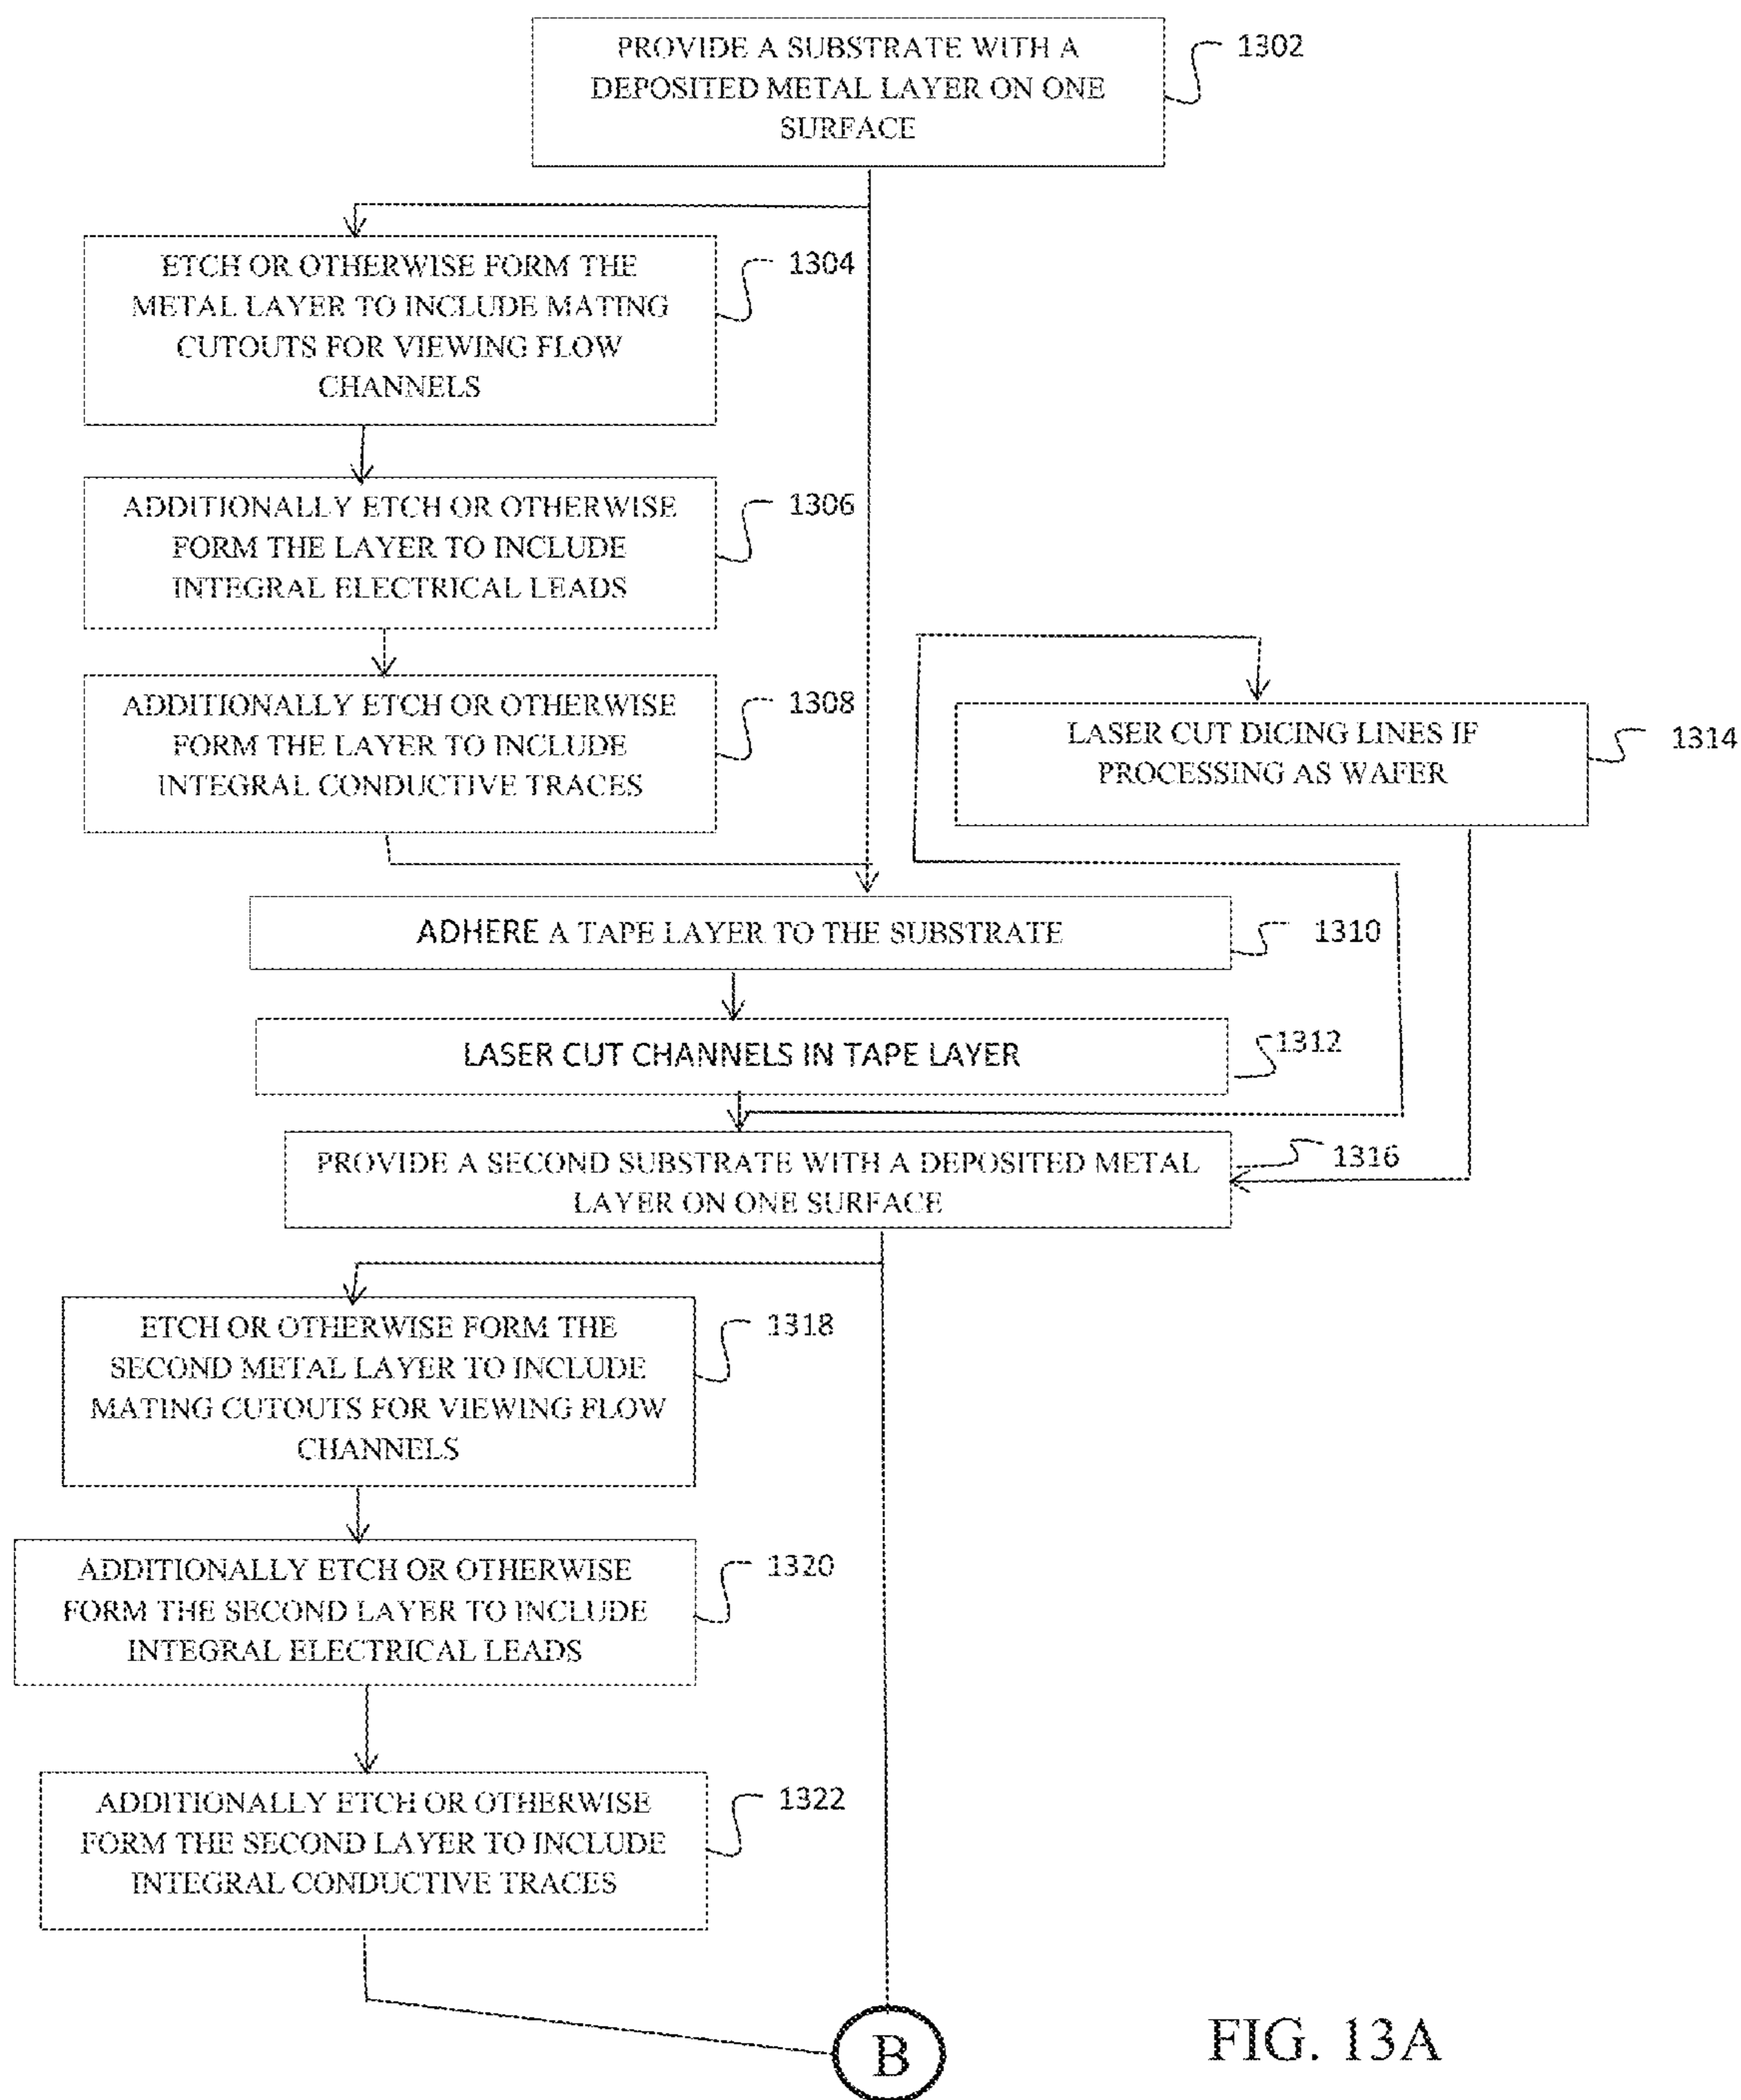 PROVIDE A SUBSTRATE WITH A
DEPOSITED METAL LAYER ON ONE
SURFACE
1302
ETCH OR OTHERWISE FORM THE
METAL LAYER TO INCLUDE MATING
CUTOUTS FOR VIEWING FLOW
CHANNELS
1304
ADDITIONALLY ETCH OR OTHERWISE
FORM THE LAYER TO INCLUDE
INTEGRAL ELECTRICAL LEADS
1306
ADDITIONALLY ETCH OR OTHERWISE
FORM THE LAYER TO INCLUDE
INTEGRAL CONDUCTIVE TRACES
1308
LASER CUT DICING LINES IF
PROCESSING AS WAFER
1314
ADHERE A TAPE LAYER TO THE SUBSTRATE
1310
LASER CUT CHANNELS IN TAPE LAYER
1312
PROVIDE A SECOND SUBSTRATE WITH A DEPOSITED METAL
LAYER ON ONE SURFACE
1316
ETCH OR OTHERWISE FORM THE
SECOND METAL LAYER TO INCLUDE
MATING CUTOUTS FOR VIEWING FLOW
CHANNELS
1318
ADDITIONALLY ETCH OR OTHERWISE
FORM THE SECOND LAYER TO INCLUDE
INTEGRAL ELECTRICAL LEADS
1320
ADDITIONALLY ETCH OR OTHERWISE
FORM THE SECOND LAYER TO INCLUDE
INTEGRAL CONDUCTIVE TRACES
1322
B
FIG. 13A